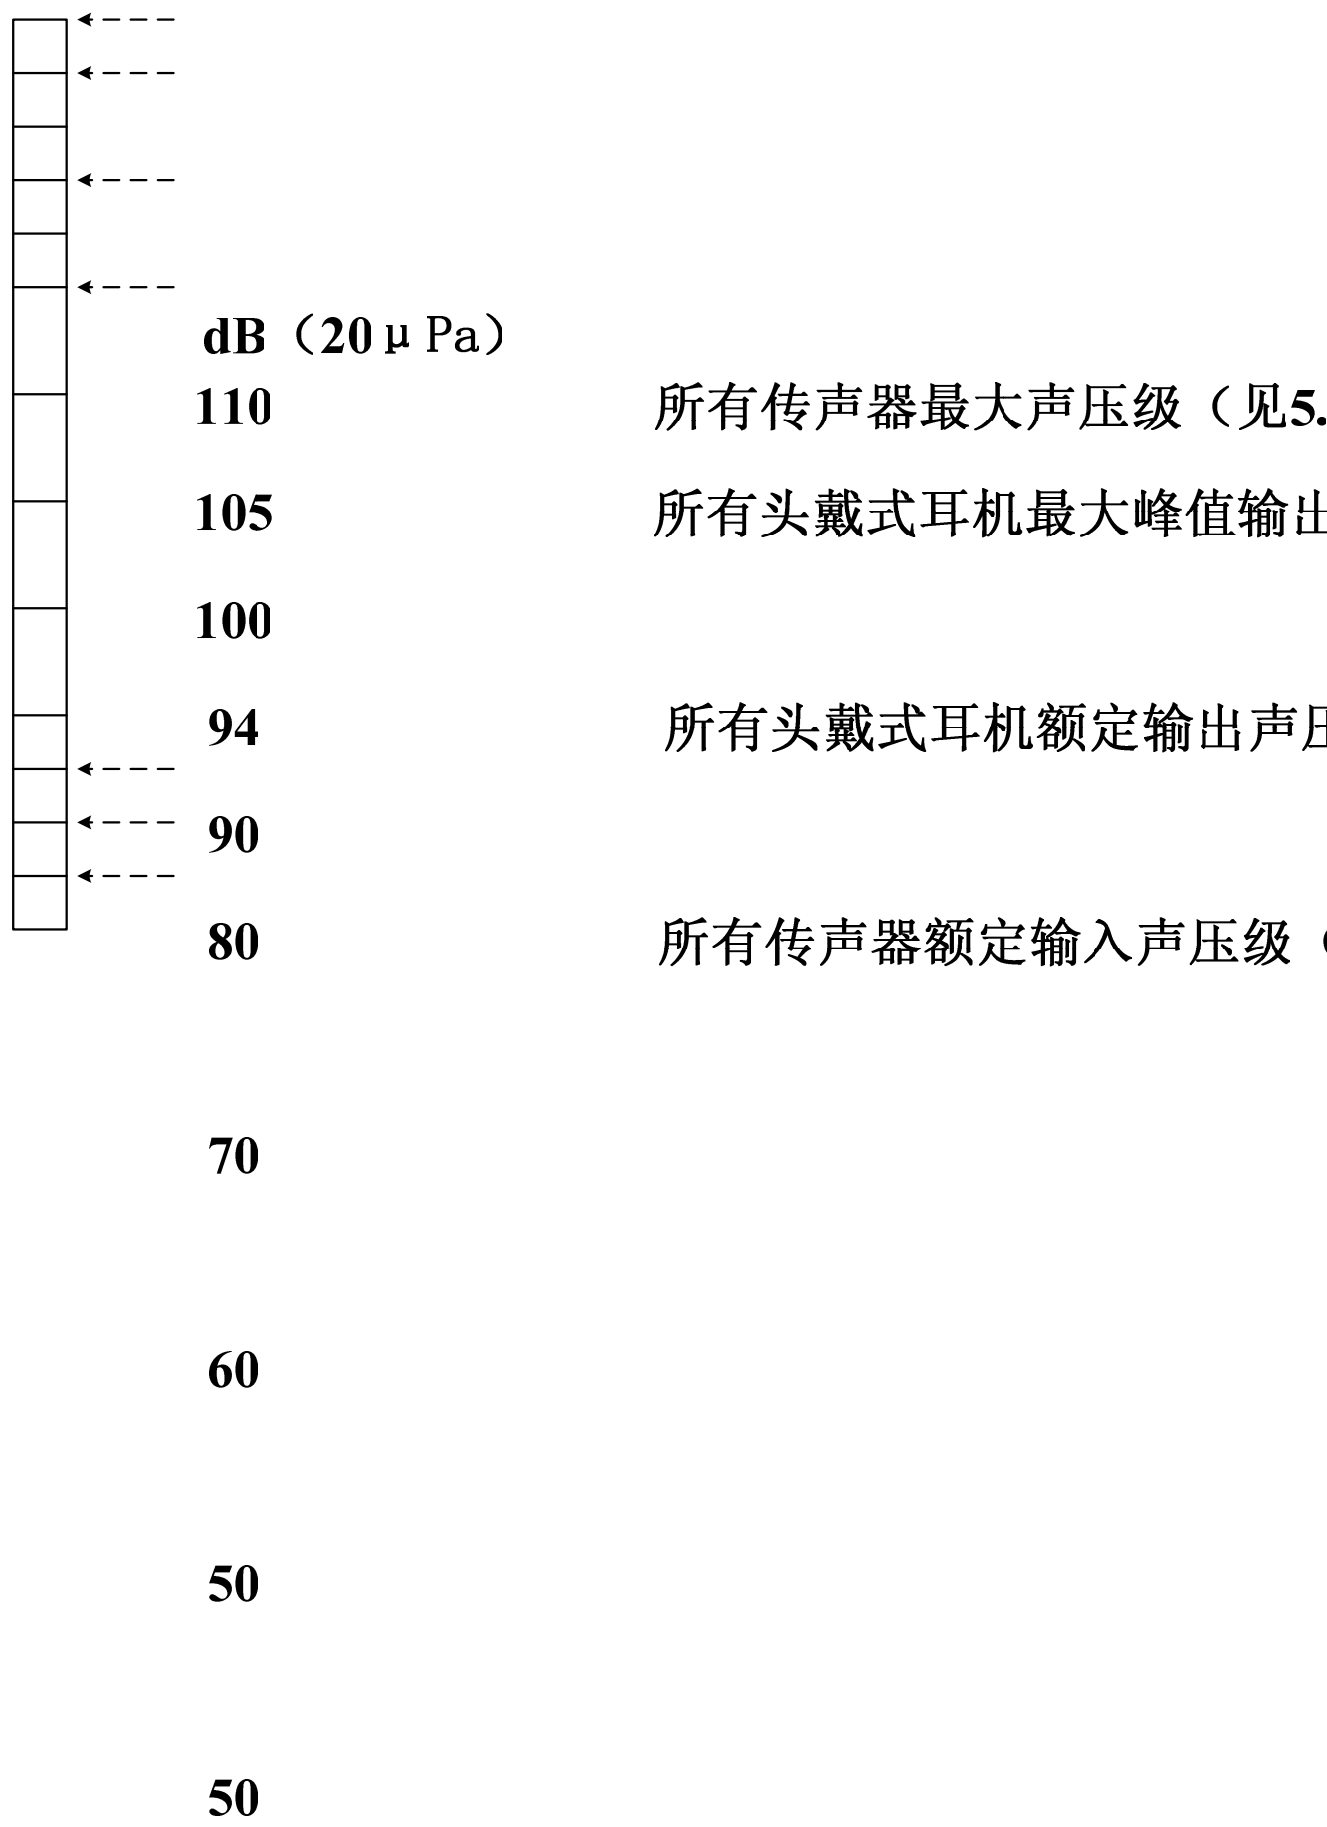 dB（20μPa）
110 所有传声器最大声压级（见5.
105 所有头戴式耳机最大峰值输出
100
94 所有头戴式耳机额定输出声压
90
80 所有传声器额定输入声压级（
70
60
50
50